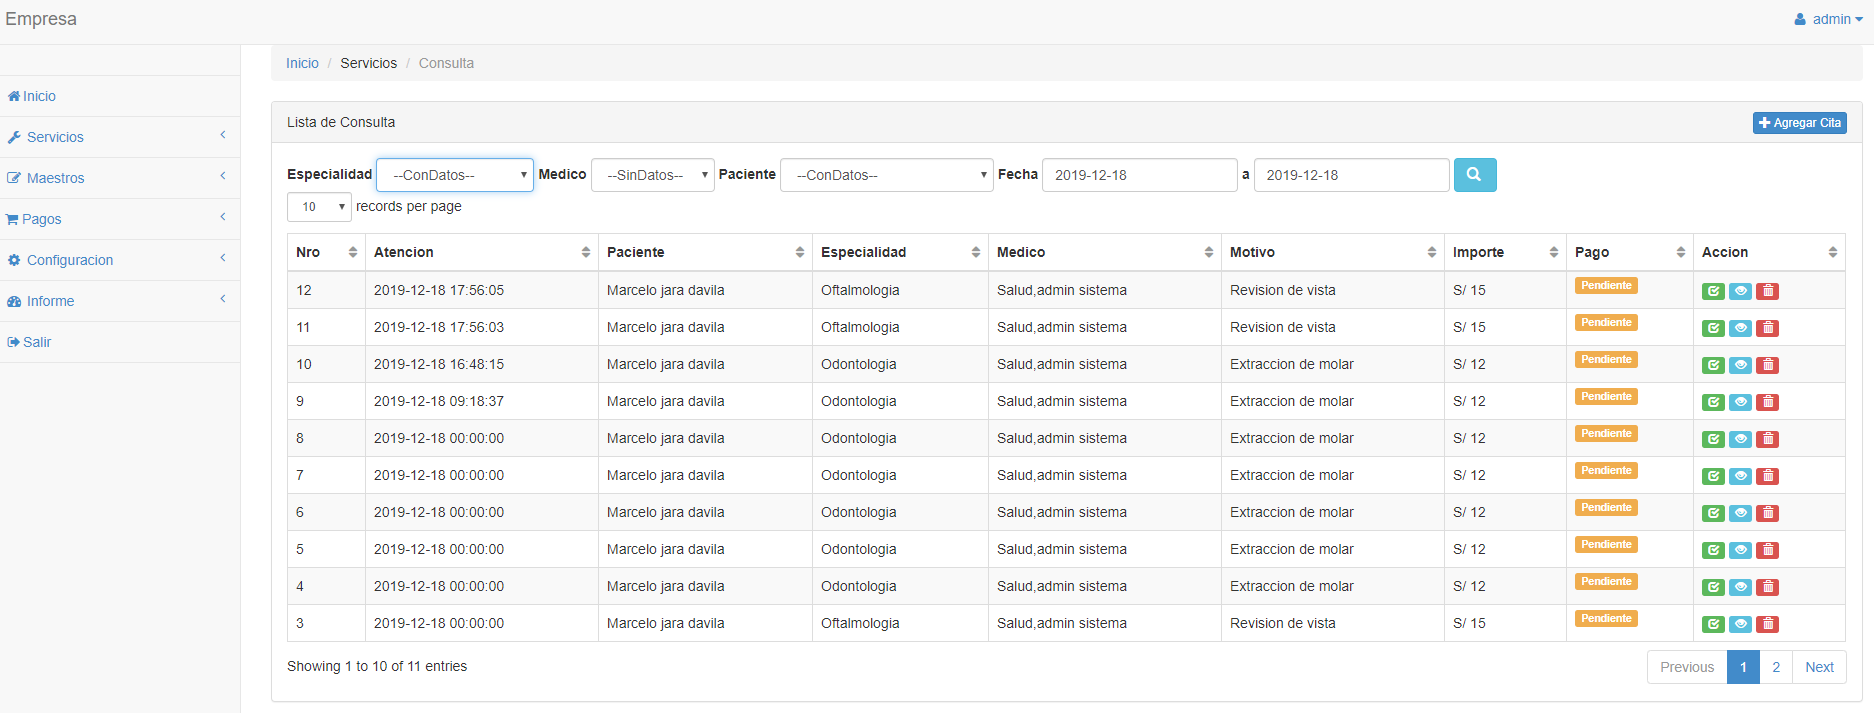 Empresa
admin
Inicio / Servicios / Consulta
Inicio
Servicios
Maestros
Pagos
Configuracion
Informe
Salir
Lista de Consulta
Agregar Cita
Especialidad --ConDatos-- Medico --SinDatos-- Paciente --ConDatos-- Fecha 2019-12-18 a 2019-12-18
10 records per page
Nro Atencion Paciente Especialidad Medico Motivo Importe Pago Accion
12 2019-12-18 17:56:05 Marcelo jara davila Oftalmologia Salud,admin sistema Revision de vista S/ 15 Pendiente
11 2019-12-18 17:56:03 Marcelo jara davila Oftalmologia Salud,admin sistema Revision de vista S/ 15 Pendiente
10 2019-12-18 16:48:15 Marcelo jara davila Odontologia Salud,admin sistema Extraccion de molar S/ 12 Pendiente
9 2019-12-18 09:18:37 Marcelo jara davila Odontologia Salud,admin sistema Extraccion de molar S/ 12 Pendiente
8 2019-12-18 00:00:00 Marcelo jara davila Odontologia Salud,admin sistema Extraccion de molar S/ 12 Pendiente
7 2019-12-18 00:00:00 Marcelo jara davila Odontologia Salud,admin sistema Extraccion de molar S/ 12 Pendiente
6 2019-12-18 00:00:00 Marcelo jara davila Odontologia Salud,admin sistema Extraccion de molar S/ 12 Pendiente
5 2019-12-18 00:00:00 Marcelo jara davila Odontologia Salud,admin sistema Extraccion de molar S/ 12 Pendiente
4 2019-12-18 00:00:00 Marcelo jara davila Odontologia Salud,admin sistema Extraccion de molar S/ 12 Pendiente
3 2019-12-18 00:00:00 Marcelo jara davila Oftalmologia Salud,admin sistema Revision de vista S/ 15 Pendiente
Showing 1 to 10 of 11 entries
Previous 1 2 Next